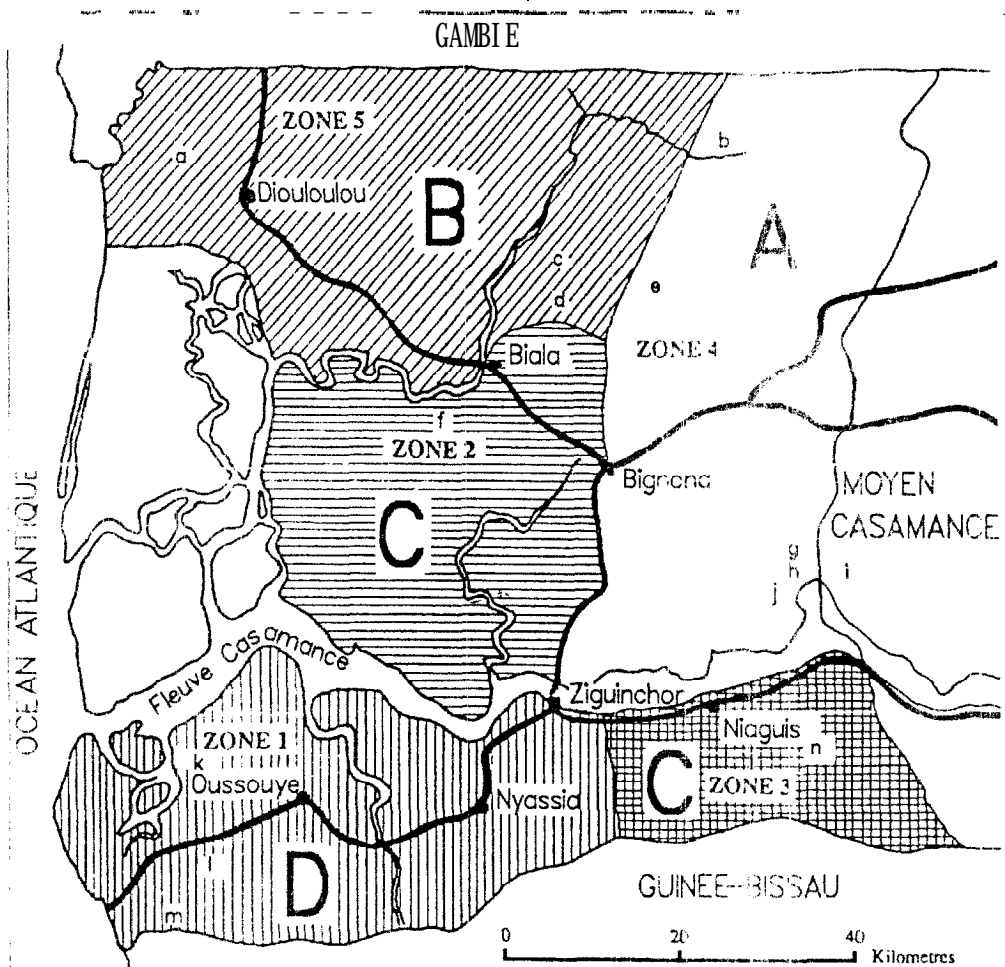 GAMBIE
ZONE 5
b
a
Diouloulou
B
A
c
d
e
ZONE 4
Biala
f
ZONE 2
Bignona
C
MOYEN
CASAMANCE
g
h
i
j
OCEAN ATLANTIQUE
Fleuve Casamance
Ziguinchor
ZONE 1
k
Oussouye
Niaguis
n
C
ZONE 3
Nyassia
D
GUINEE-BISSAU
m
0 20 40
Kilometres